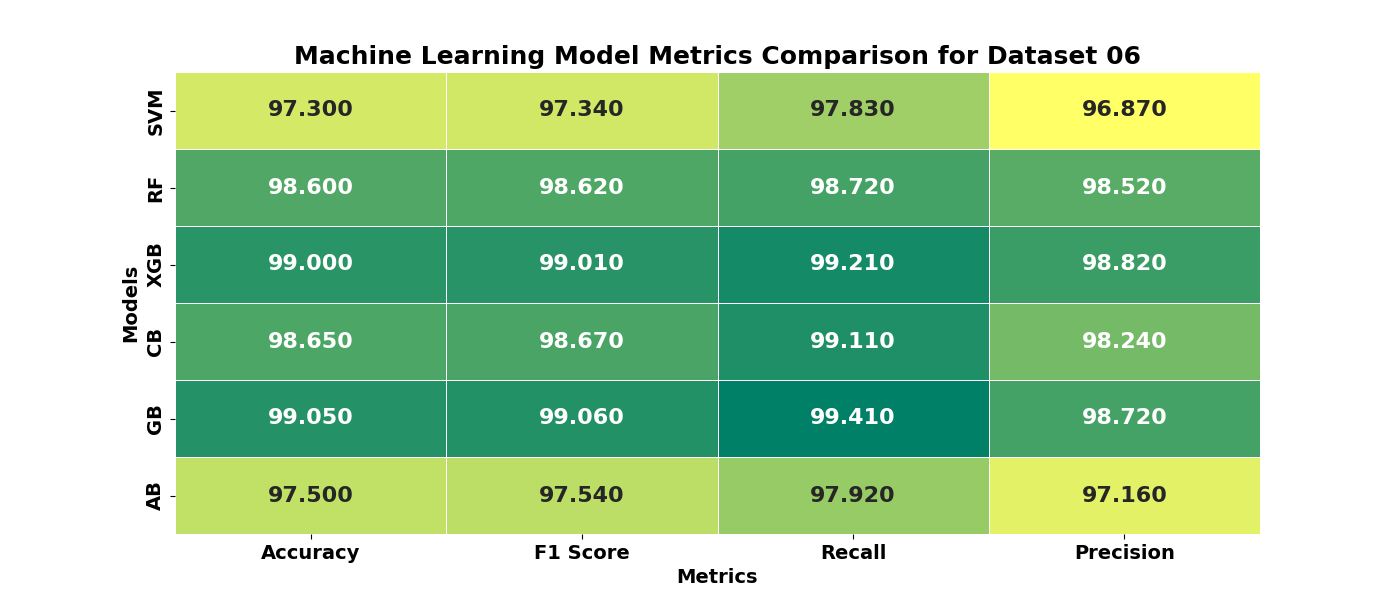 Machine Learning Model Metrics Comparison for Dataset 06
Models
SVM 97.300 97.340 97.830 96.870
RF 98.600 98.620 98.720 98.520
XGB 99.000 99.010 99.210 98.820
CB 98.650 98.670 99.110 98.240
GB 99.050 99.060 99.410 98.720
AB 97.500 97.540 97.920 97.160
Accuracy F1 Score Recall Precision
Metrics